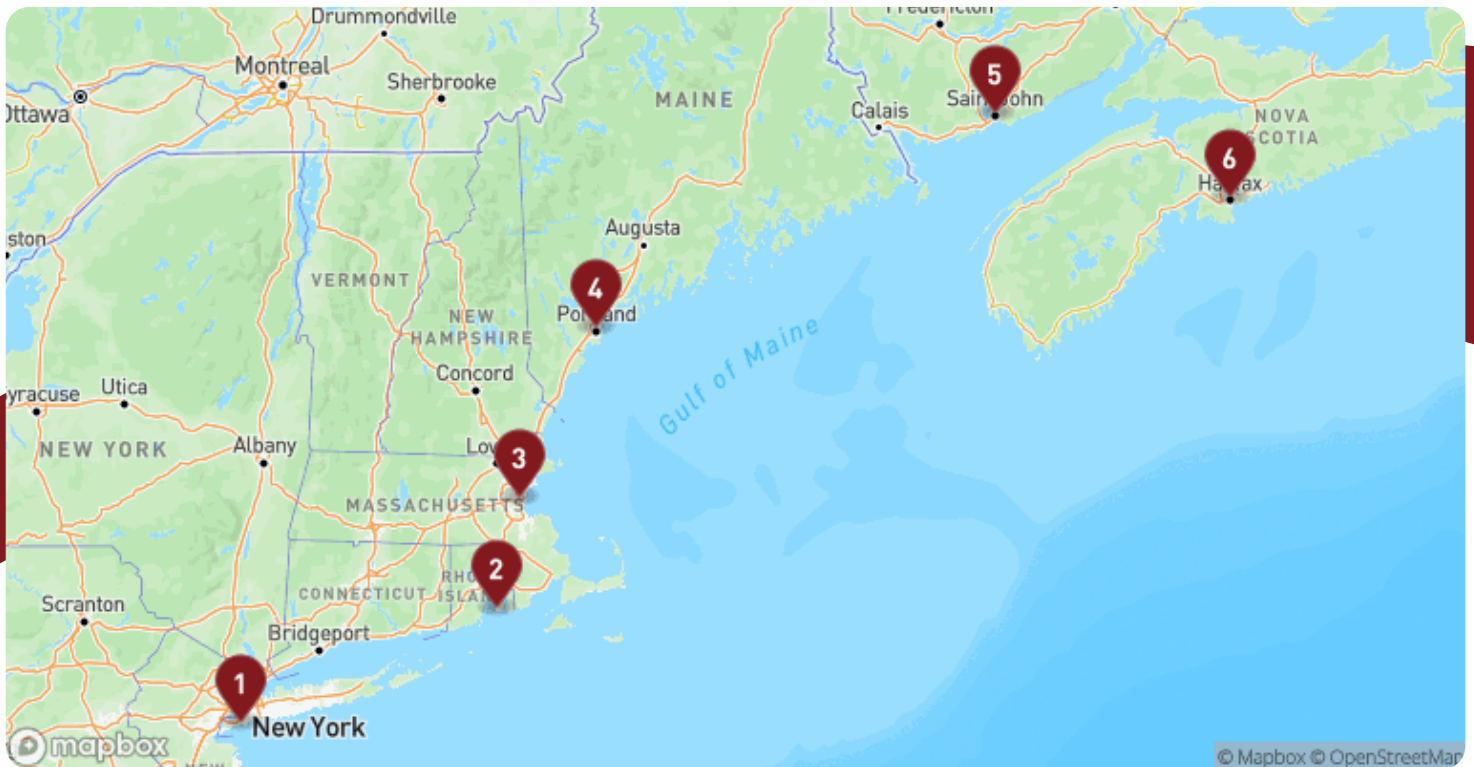 Drummondville
Montreal
Sherbrooke
Ottawa
MAINE
Calais
5
NOVA
6
Augusta
VERMONT
4
NEW
HAMPSHIRE
Gulf of Maine
Concord
Utica
NEW YORK
Albany
3
MASSACHUSETTS
2
CONNECTICUT
Scranton
Bridgeport
1
New York
mapbox
© Mapbox © OpenStreetMap